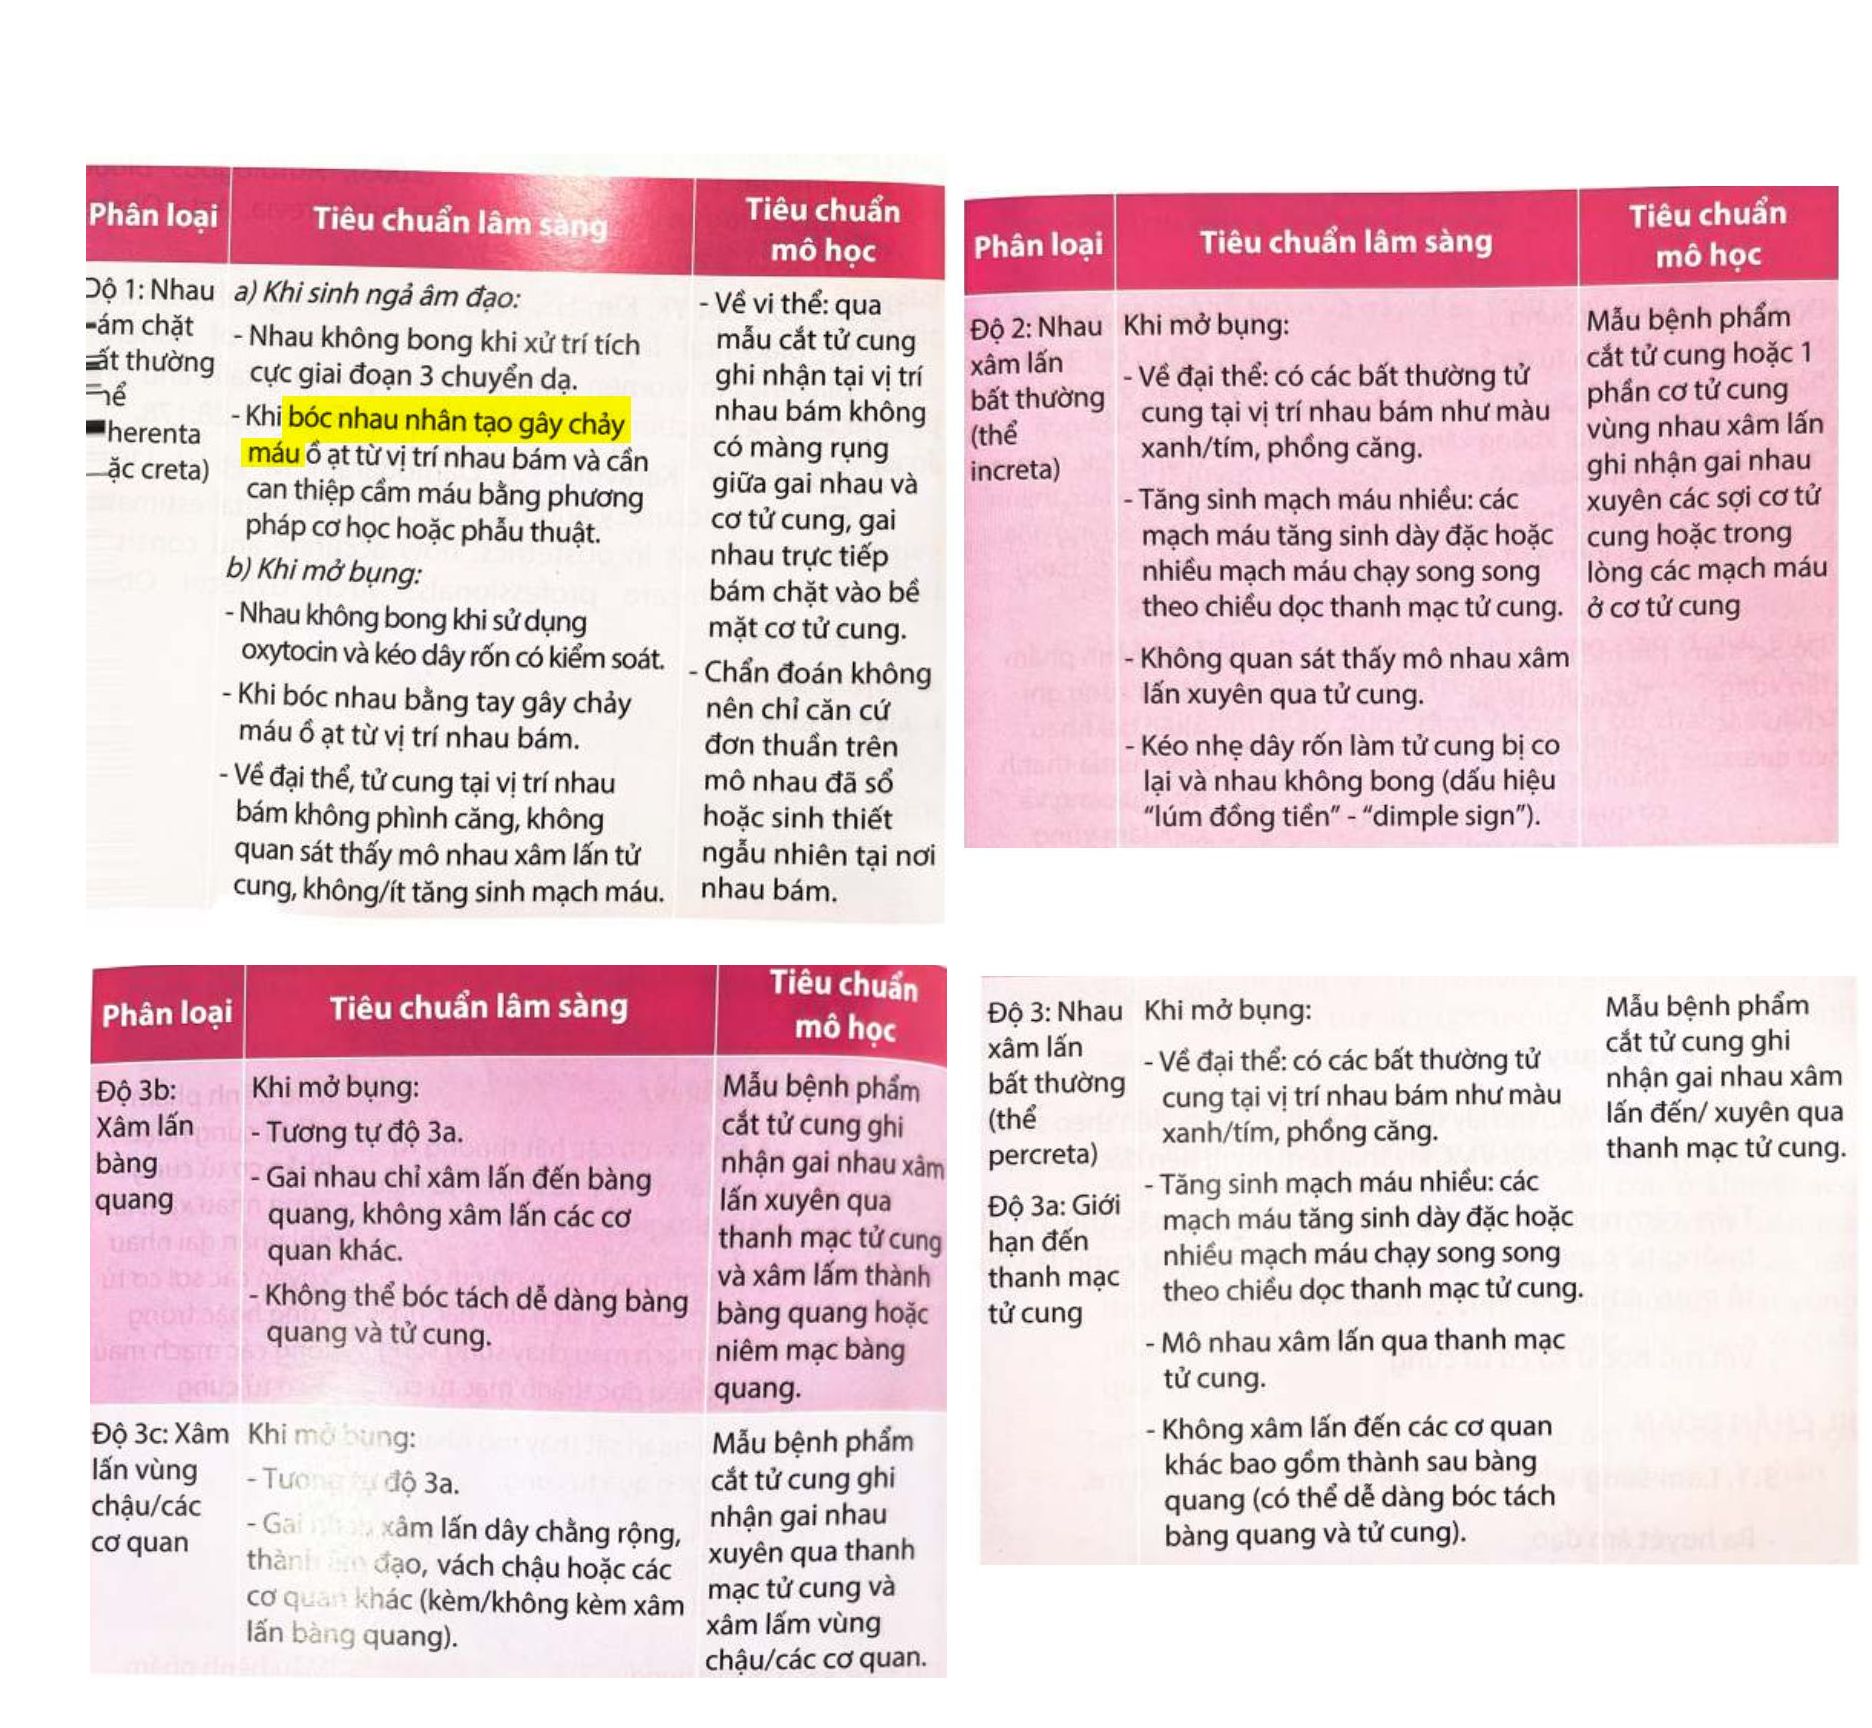 Phân loại
Tiêu chuẩn lâm sàng
Tiêu chuẩn
mô học
Độ 1: Nhau
ám chặt
ất thường
hể
herenta
ặc creta)
a) Khi sinh ngả âm đạo:
- Nhau không bong khi xử trí tích
cực giai đoạn 3 chuyển dạ.
- Khi bóc nhau nhân tạo gây chảy
máu ồ ạt từ vị trí nhau bám và cần
can thiệp cầm máu bằng phương
pháp cơ học hoặc phẫu thuật.
b) Khi mở bụng:
- Nhau không bong khi sử dụng
oxytocin và kéo dây rốn có kiểm soát.
- Khi bóc nhau bằng tay gây chảy
máu ồ ạt từ vị trí nhau bám.
- Về đại thể, tử cung tại vị trí nhau
bám không phình căng, không
quan sát thấy mô nhau xâm lấn tử
cung, không/ít tăng sinh mạch máu.
- Về vi thể: qua
mẫu cắt tử cung
ghi nhận tại vị trí
nhau bám không
có màng rụng
giữa gai nhau và
cơ tử cung, gai
nhau trực tiếp
bám chặt vào bề
mặt cơ tử cung.
- Chẩn đoán không
nên chỉ căn cứ
đơn thuần trên
mô nhau đã sổ
hoặc sinh thiết
ngẫu nhiên tại nơi
nhau bám.
Phân loại
Tiêu chuẩn lâm sàng
Tiêu chuẩn
mô học
Độ 2: Nhau
xâm lấn
bất thường
(thể
increta)
Khi mở bụng:
- Về đại thể: có các bất thường tử
cung tại vị trí nhau bám như màu
xanh/tím, phồng căng.
- Tăng sinh mạch máu nhiều: các
mạch máu tăng sinh dày đặc hoặc
nhiều mạch máu chạy song song
theo chiều dọc thanh mạc tử cung.
- Không quan sát thấy mô nhau xâm
lấn xuyên qua tử cung.
- Kéo nhẹ dây rốn làm tử cung bị co
lại và nhau không bong (dấu hiệu
“lúm đồng tiền” - “dimple sign”).
Mẫu bệnh phẩm
cắt tử cung hoặc 1
phần cơ tử cung
vùng nhau xâm lấn
ghi nhận gai nhau
xuyên các sợi cơ tử
cung hoặc trong
lòng các mạch máu
ở cơ tử cung
Phân loại
Tiêu chuẩn lâm sàng
Tiêu chuẩn
mô học
Độ 3b:
Xâm lấn
bàng
quang
Khi mở bụng:
- Tương tự độ 3a.
- Gai nhau chỉ xâm lấn đến bàng
quang, không xâm lấn các cơ
quan khác.
- Không thể bóc tách dễ dàng bàng
quang và tử cung.
Mẫu bệnh phẩm
cắt tử cung ghi
nhận gai nhau xâm
lấn xuyên qua
thanh mạc tử cung
và xâm lấm thành
bàng quang hoặc
niêm mạc bàng
quang.
Độ 3c: Xâm
lấn vùng
chậu/các
cơ quan
Khi mở bụng:
- Tương tự độ 3a.
- Gai nhau xâm lấn dây chằng rộng,
thành âm đạo, vách chậu hoặc các
cơ quan khác (kèm/không kèm xâm
lấn bàng quang).
Mẫu bệnh phẩm
cắt tử cung ghi
nhận gai nhau
xuyên qua thanh
mạc tử cung và
xâm lấm vùng
chậu/các cơ quan.
Độ 3: Nhau
xâm lấn
bất thường
(thể
percreta)
Độ 3a: Giới
hạn đến
thanh mạc
tử cung
Khi mở bụng:
- Về đại thể: có các bất thường tử
cung tại vị trí nhau bám như màu
xanh/tím, phồng căng.
- Tăng sinh mạch máu nhiều: các
mạch máu tăng sinh dày đặc hoặc
nhiều mạch máu chạy song song
theo chiều dọc thanh mạc tử cung.
- Mô nhau xâm lấn qua thanh mạc
tử cung.
- Không xâm lấn đến các cơ quan
khác bao gồm thành sau bàng
quang (có thể dễ dàng bóc tách
bàng quang và tử cung).
Mẫu bệnh phẩm
cắt tử cung ghi
nhận gai nhau xâm
lấn đến/ xuyên qua
thanh mạc tử cung.